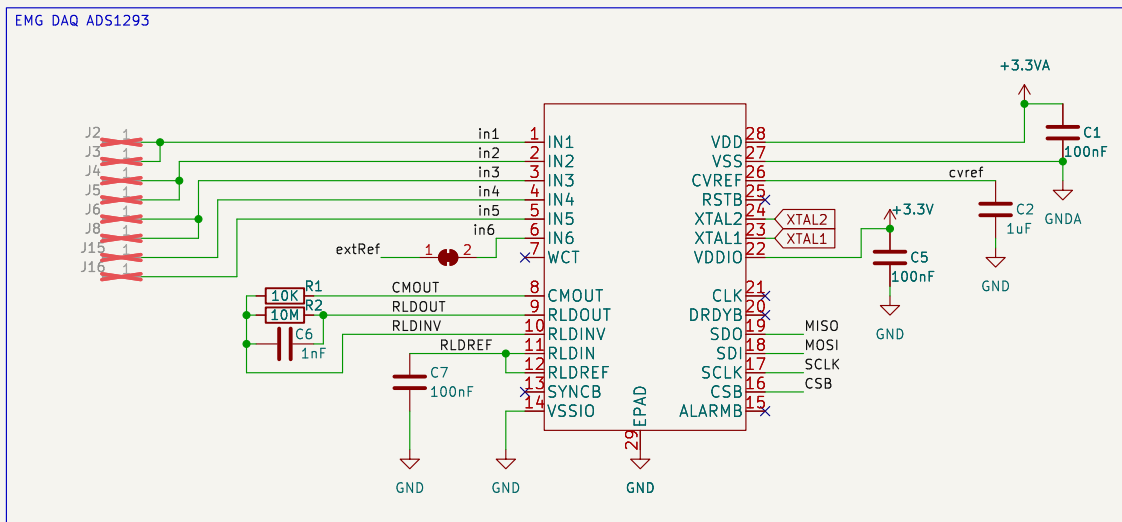 EMG DAQ ADS1293
+3.3VA
J2 1 in1 1 IN1 VDD 28 C1
J3 1 in2 2 IN2 VSS 27 100nF
J4 1 in3 3 IN3 CVREF 26 cvref
J5 1 in4 4 IN4 RSTB 25
J6 1 in5 5 IN5 XTAL2 24 XTAL2 +3.3V C2 GNDA
J8 1 in6 6 IN6 XTAL1 23 XTAL1 1uF
J15 1 extRef 1 2 7 WCT VDDIO 22 C5
J16 1 100nF
GND
R1 10K CMOUT 8 CMOUT CLK 21
R2 10M RLDOUT 9 RLDOUT DRDYB 20
GND
C6 RLDINV 10 RLDINV SDO 19 MISO
1nF RLDREF 11 RLDIN SDI 18 MOSI
C7 12 RLDREF SCLK 17 SCLK
100nF 13 SYNCB CSB 16 CSB
14 VSSIO EPAD ALARMB 15
29
GND GND GND